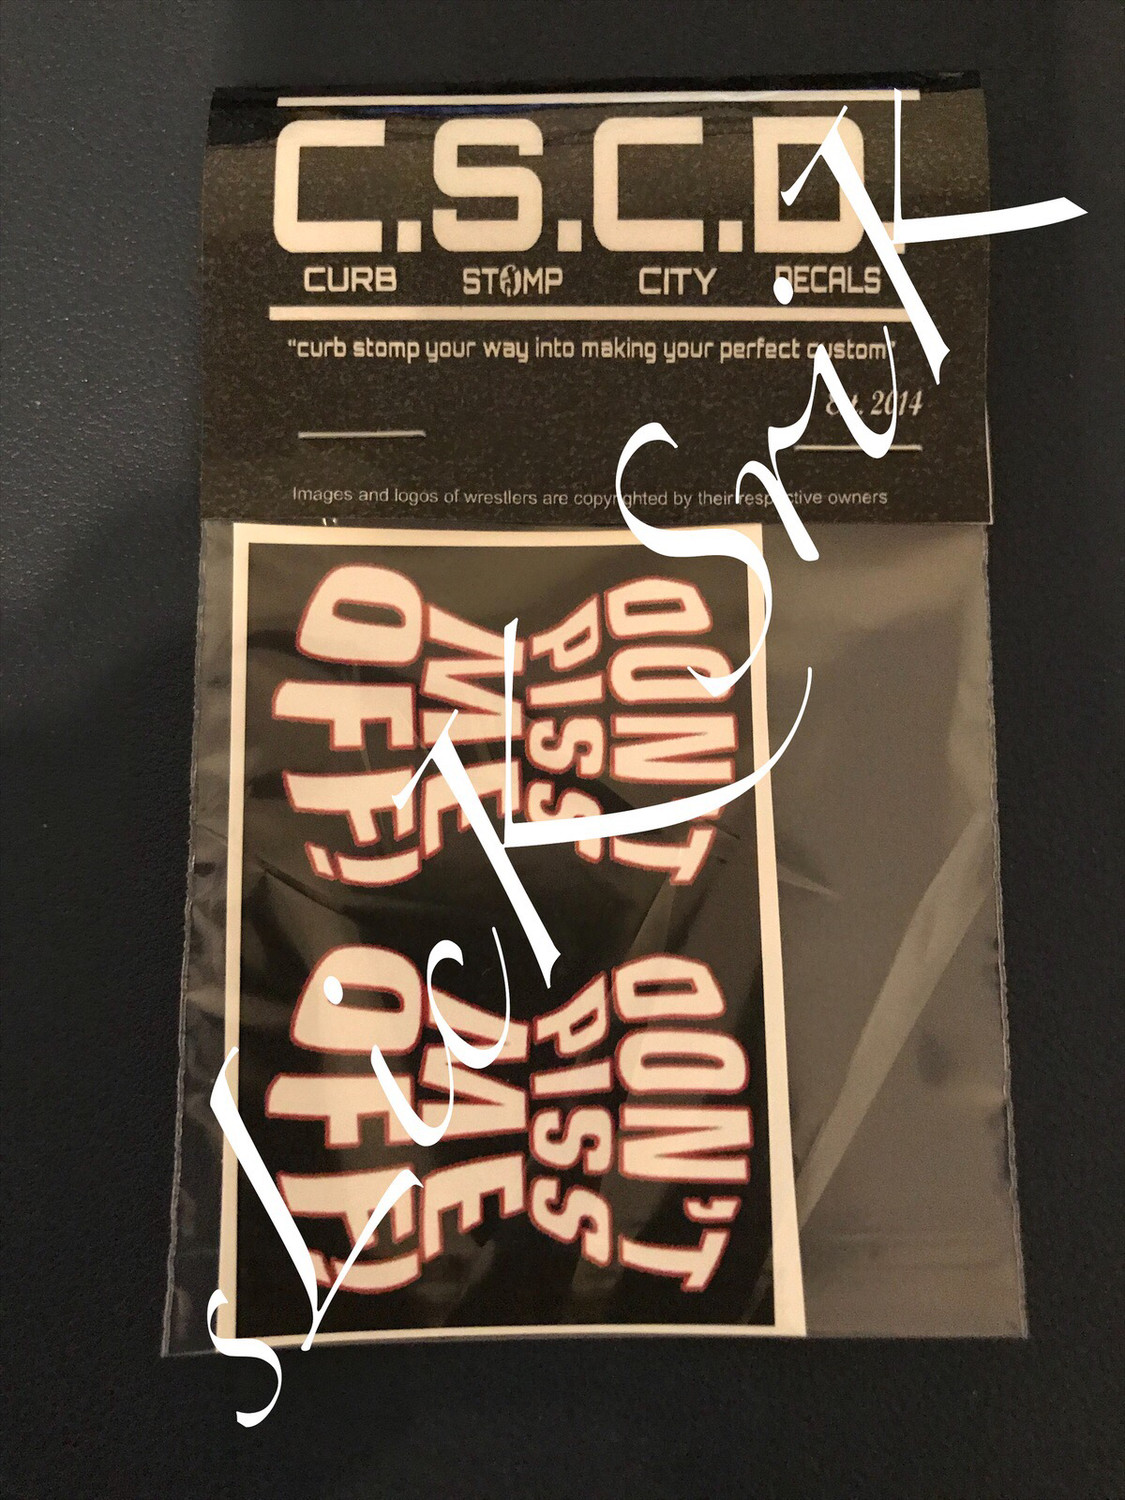 C.S.C.D.
CURB STOMP CITY DECALS
"curb stomp your way into making your perfect custom"
Est. 2014
Images and logos of wrestlers are copyrighted by their respective owners
DON'T
PISS
ME
OFF!
DON'T
PISS
ME
OFF!
sLicK SriK